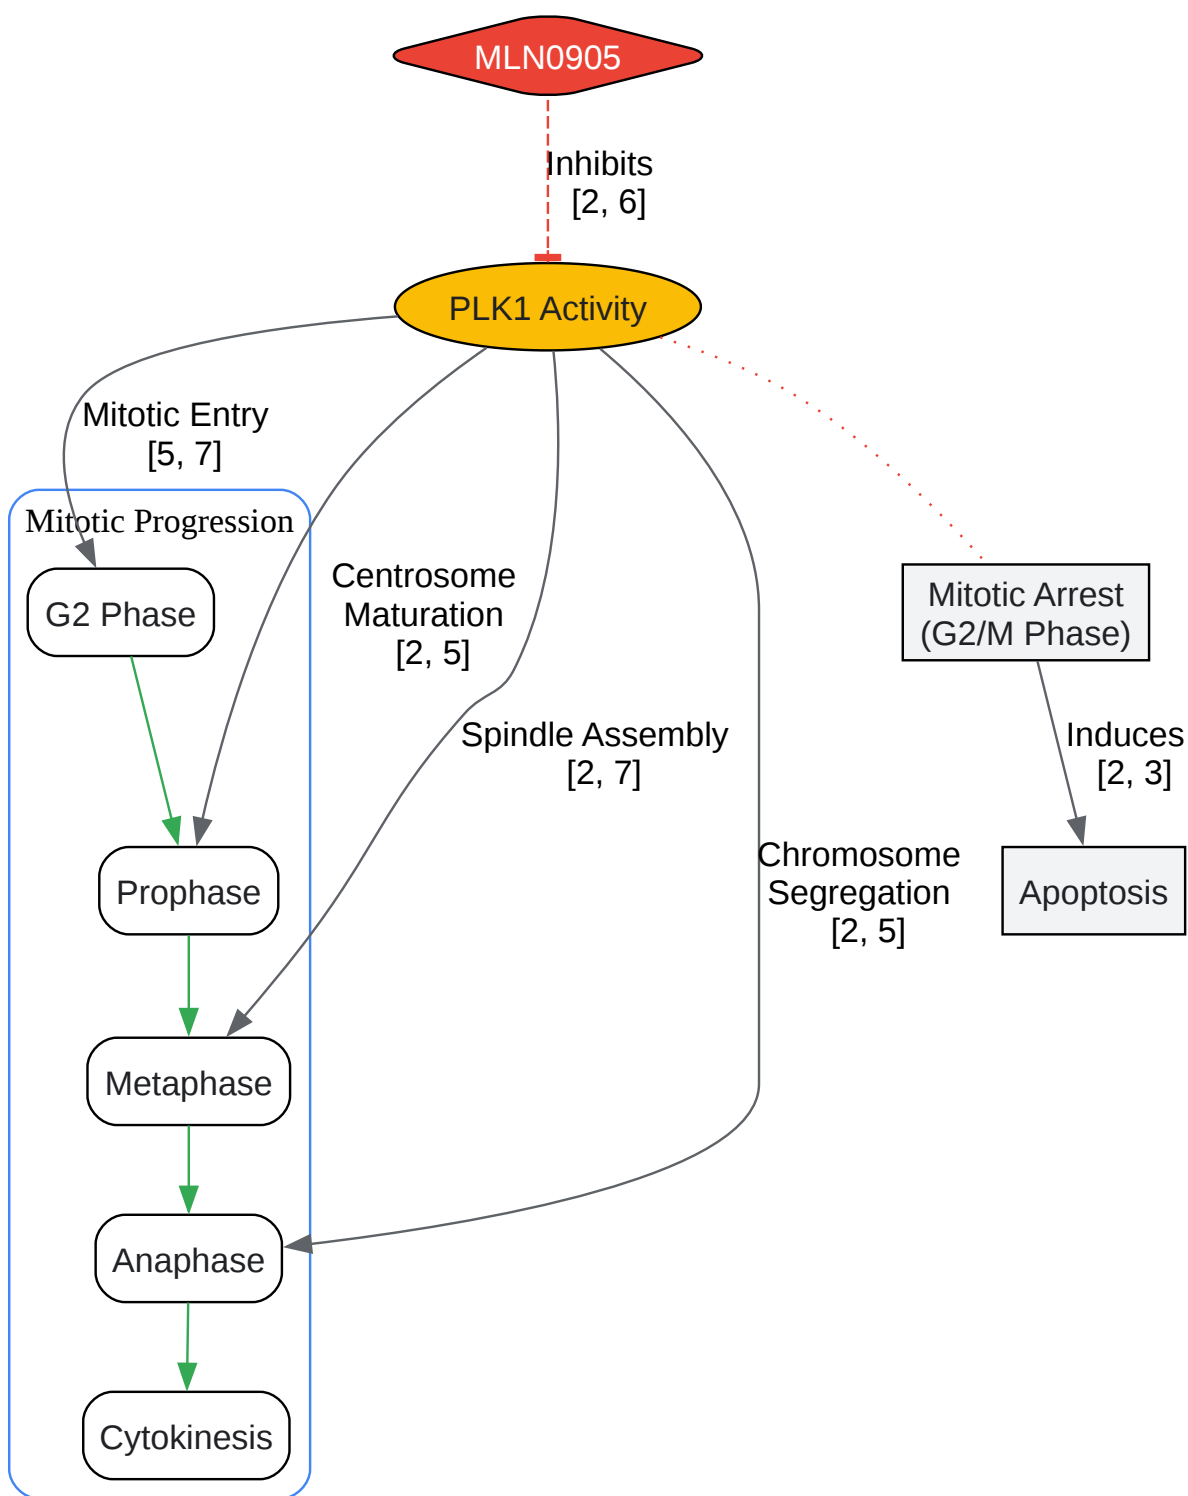 MLN0905
Inhibits
[2, 6]
PLK1 Activity
Mitotic Entry
[5, 7]
Mitotic Progression
G2 Phase
Centrosome
Maturation
[2, 5]
Mitotic Arrest
(G2/M Phase)
Spindle Assembly
[2, 7]
Induces
[2, 3]
Chromosome
Segregation
[2, 5]
Prophase
Apoptosis
Metaphase
Anaphase
Cytokinesis